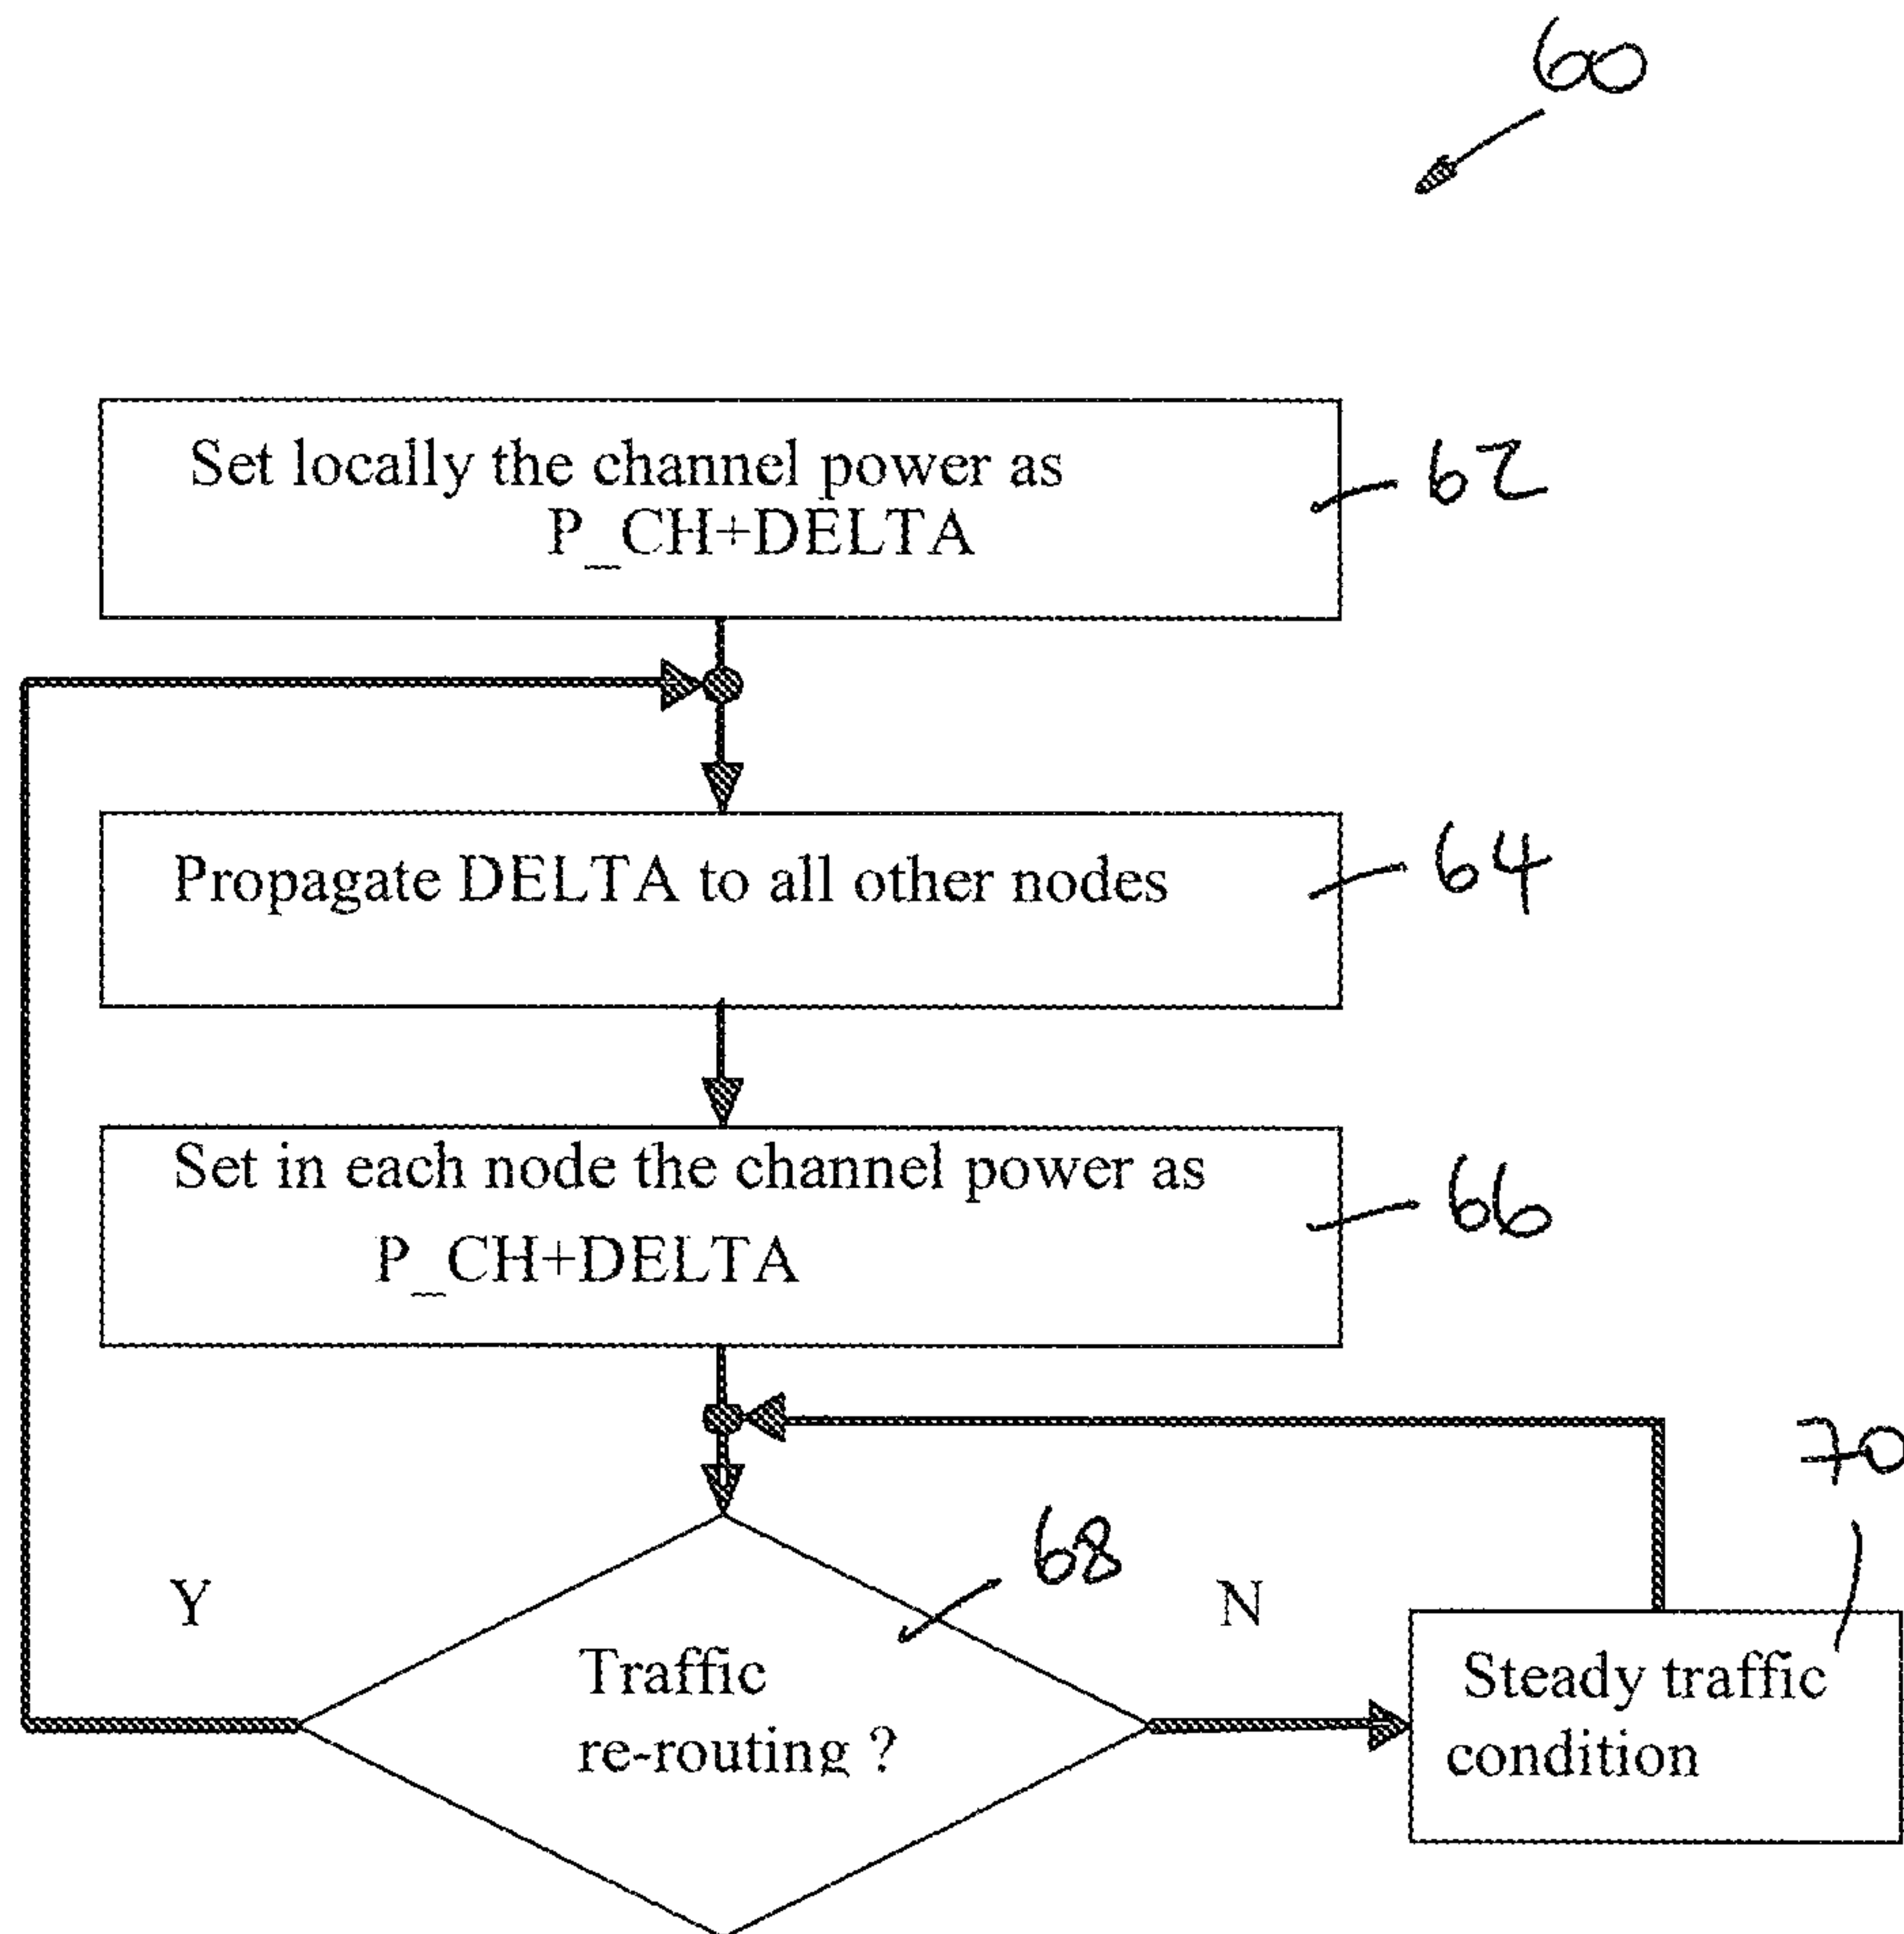 60
Set locally the channel power as
P_CH+DELTA
62
Propagate DELTA to all other nodes
64
Set in each node the channel power as
P_CH+DELTA
66
70
68
Y
N
Traffic
re-routing ?
Steady traffic
condition